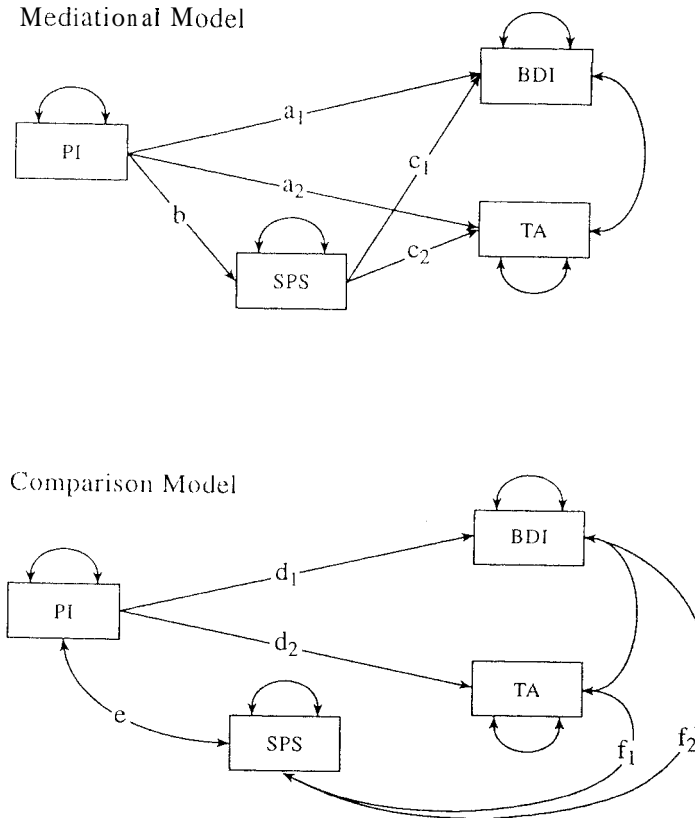 Mediational Model
BDI
PI
a1
c1
a2
b
TA
SPS
c2
Comparison Model
BDI
PI
d1
d2
TA
e
SPS
f1
f2